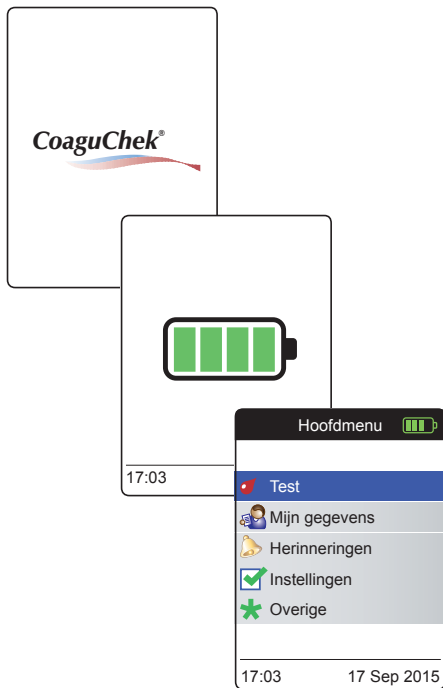 CoaguChek®
17:03
Hoofdmenu
Test
Mijn gegevens
Herinneringen
Instellingen
Overige
17:03 17 Sep 2015